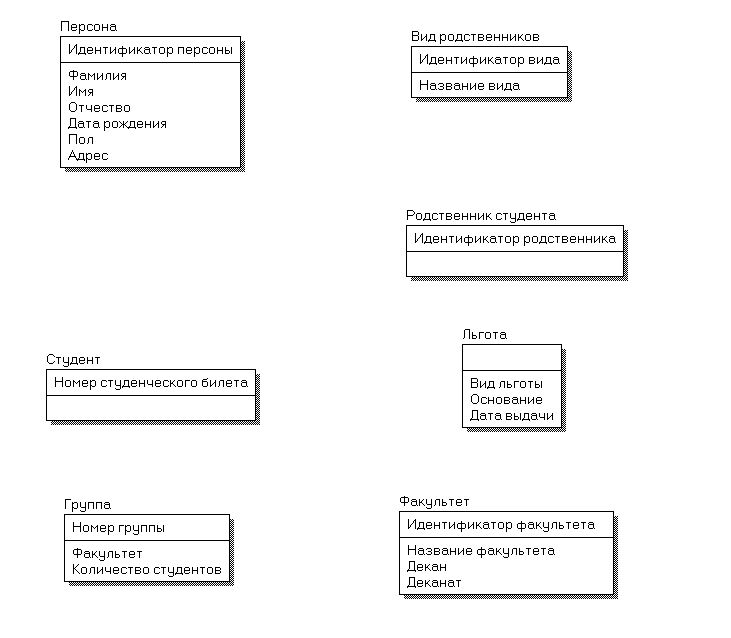 Персона
Идентификатор персоны
Фамилия
Имя
Отчество
Дата рождения
Пол
Адрес
Вид родственников
Идентификатор вида
Название вида
Родственник студента
Идентификатор родственника
Студент
Номер студенческого билета
Льгота
Вид льготы
Основание
Дата выдачи
Группа
Номер группы
Факультет
Количество студентов
Факультет
Идентификатор факультета
Название факультета
Декан
Деканат